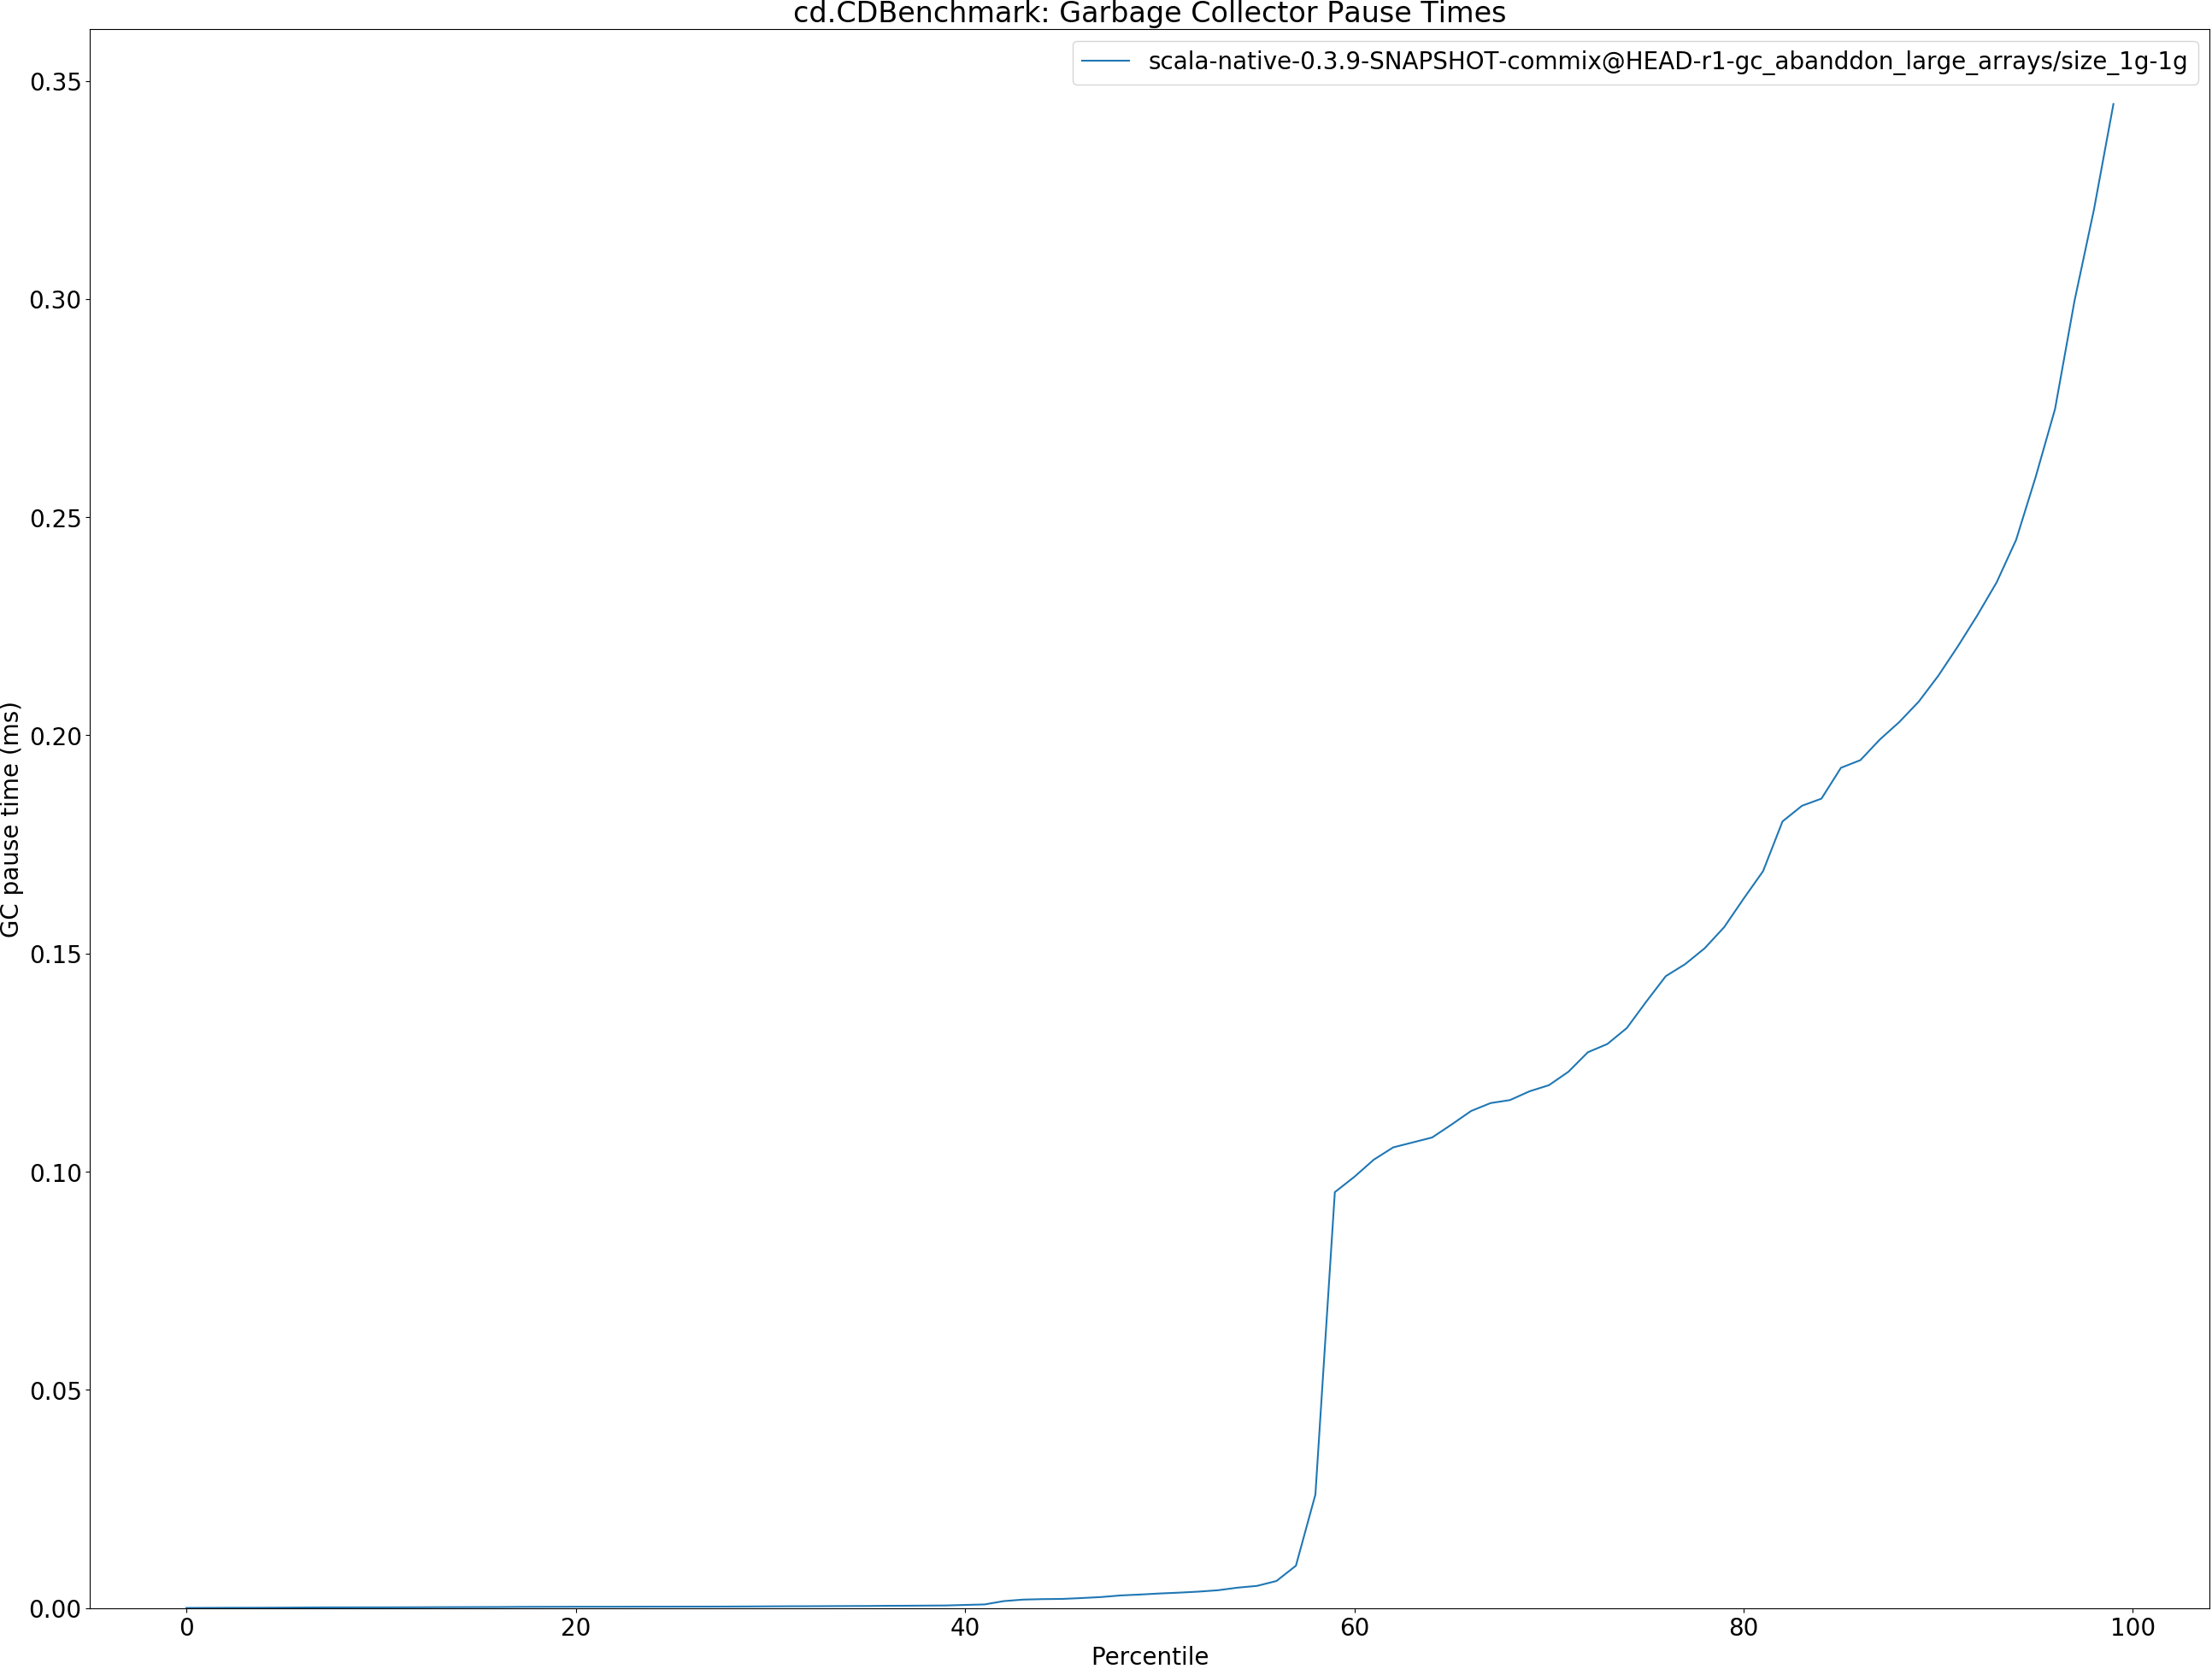 cd.CDBenchmark: Garbage Collector Pause Times
scala-native-0.3.9-SNAPSHOT-commix@HEAD-r1-gc_abanddon_large_arrays/size_1g-1g
GC pause time (ms)
0.35
0.30
0.25
0.20
0.15
0.10
0.05
0.00
0 20 40 60 80 100
Percentile